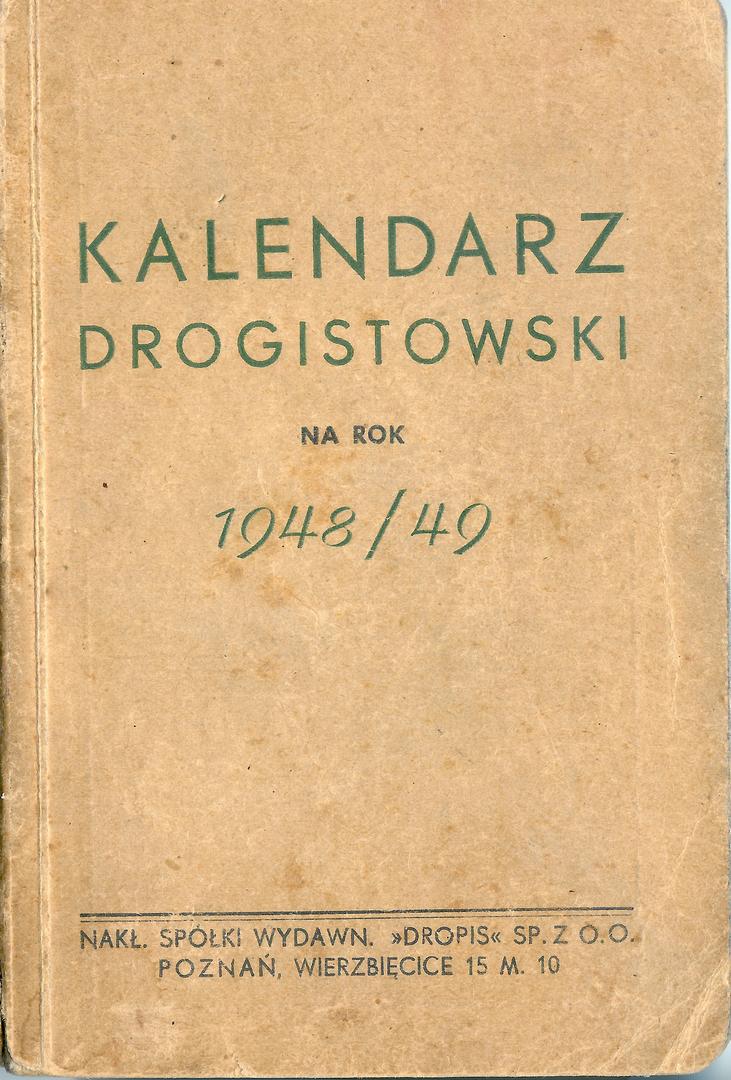 KALENDARZ
DROGISTOWSKI
NA ROK
1948/49
NAKŁ. SPÓŁKI WYDAWN. »DROPIS« SP. Z O.O.
POZNAŃ, WIERZBIĘCICE 15 M. 10